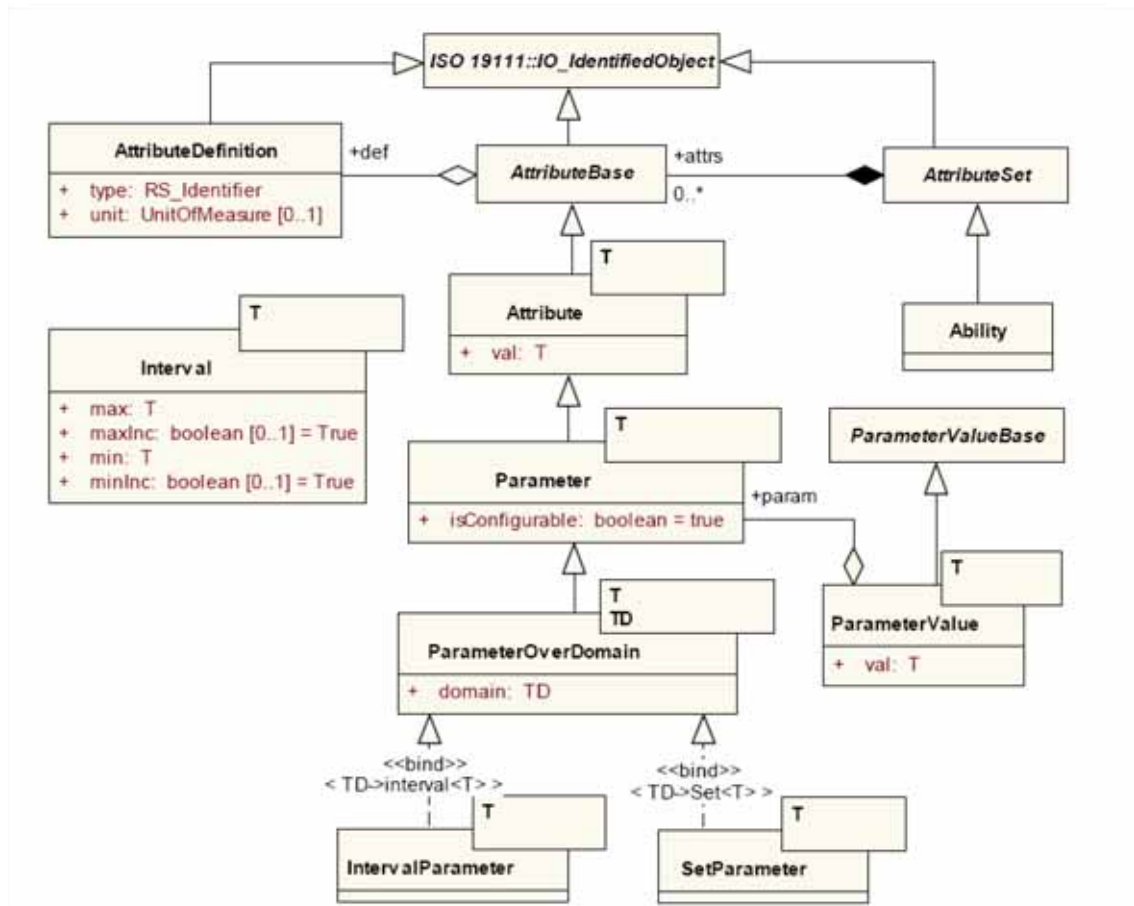 ISO 19111::IO_IdentifiedObject
AttributeDefinition
+ type: RS_Identifier
+ unit: UnitOfMeasure [0..1]
+def
AttributeBase
+attrs
0..*
AttributeSet
T
Attribute
+ val: T
Ability
T
Interval
+ max: T
+ maxInc: boolean [0..1] = True
+ min: T
+ minInc: boolean [0..1] = True
T
Parameter
+ isConfigurable: boolean = true
+param
ParameterValueBase
T
ParameterValue
+ val: T
T
TD
ParameterOverDomain
+ domain: TD
<<bind>>
< TD->interval<T> >
<<bind>>
< TD->Set<T> >
T
IntervalParameter
T
SetParameter